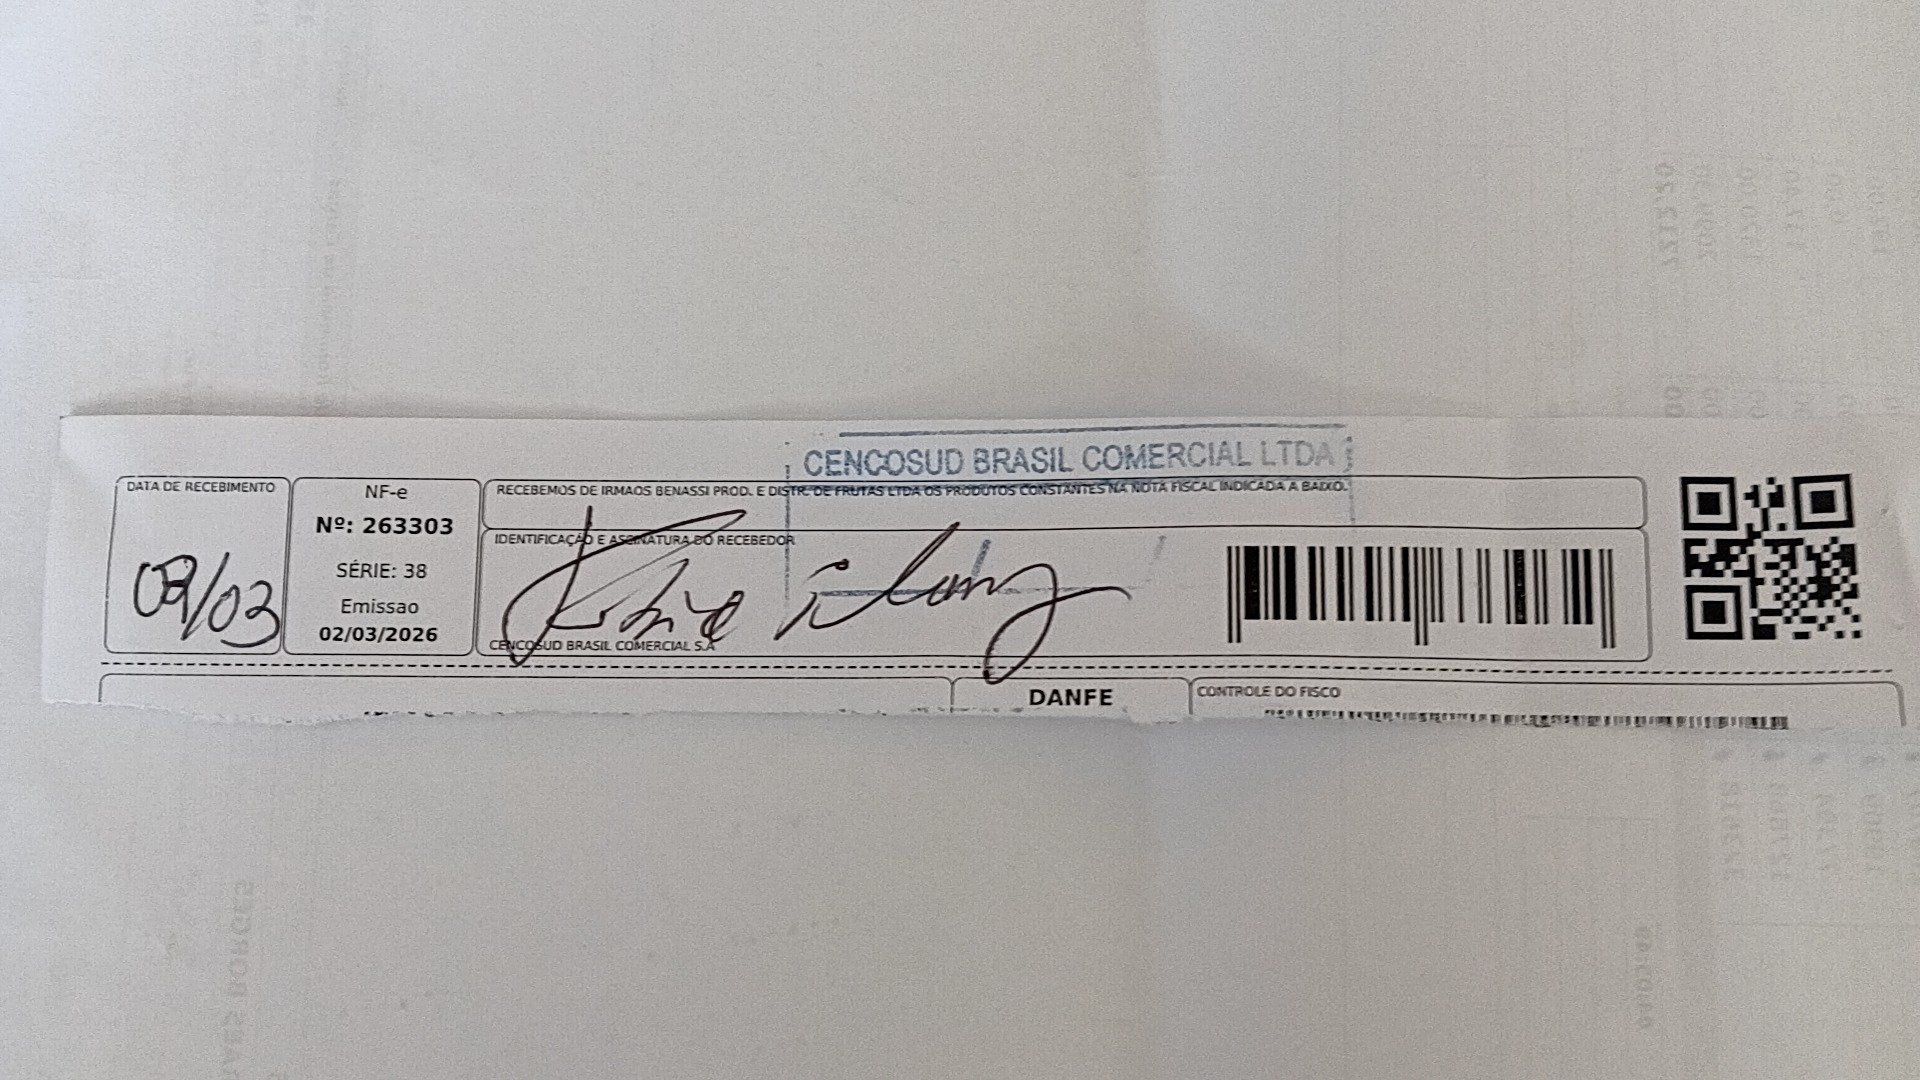 CENCOSUD BRASIL COMERCIAL LTDA
DATA DE RECEBIMENTO
NF-e
RECEBEMOS DE IRMAOS BENASSI PROD. E DISTR. DE FRUTAS LTDA OS PRODUTOS CONSTANTES NA NOTA FISCAL INDICADA A BAIXO.
Nº: 263303
IDENTIFICAÇÃO E ASSINATURA DO RECEBEDOR
SÉRIE: 38
/03
Emissao
02/03/2026
CENCOSUD BRASIL COMERCIAL S.A
DANFE
CONTROLE DO FISCO